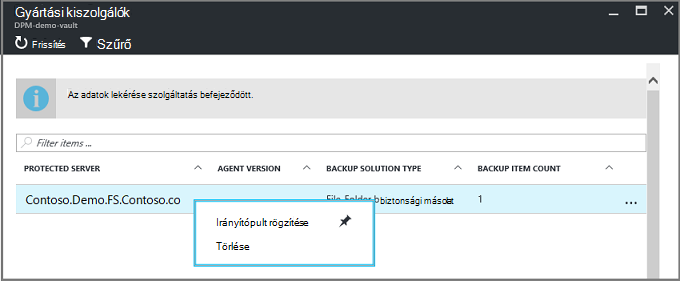 Gyártási kiszolgálók
DPM-demo-vault
Frissítés Szűrő
Az adatok lekérése szolgáltatás befejeződött.
Filter items ...
PROTECTED SERVER AGENT VERSION BACKUP SOLUTION TYPE BACKUP ITEM COUNT
Contoso.Demo.FS.Contoso.co File-Folder b biztonsági másolat 1 ...
Irányítópult rögzítése
Törlése